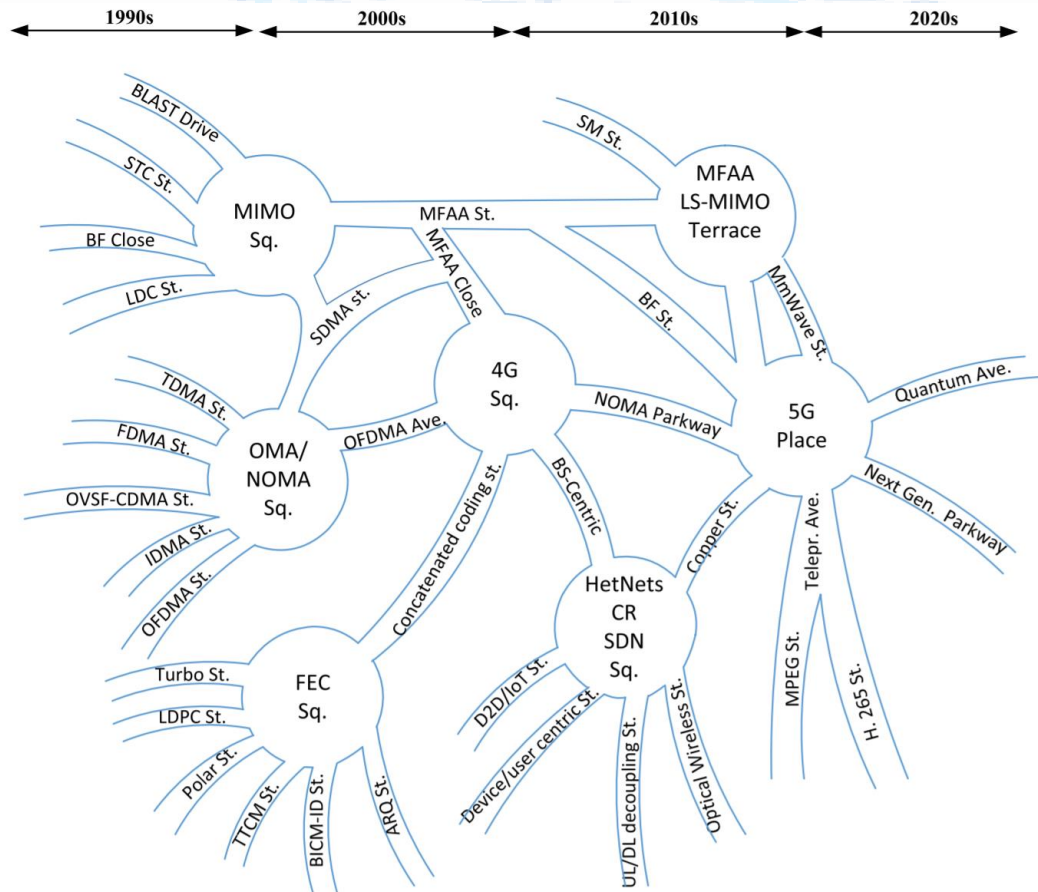 1990s
2000s
2010s
2020s
BLAST Drive
STC St.
BF Close
LDC St.
MIMO
Sq.
MFAA St.
MFAA Close
SDMA st.
SM St.
MFAA
LS-MIMO
Terrace
BF St.
MmWave St.
TDMA St.
FDMA St.
OVSF-CDMA St.
IDMA St.
OFDMA St.
OMA/
NOMA
Sq.
OFDMA Ave.
4G
Sq.
NOMA Parkway
5G
Place
Quantum Ave.
Next Gen. Parkway
Concatenated coding st.
BS-Centric
Copper St.
Telepr. Ave.
MPEG St.
H. 265 St.
HetNets
CR
SDN
Sq.
D2D/IoT St.
Device/user centric St.
UL/DL decoupling St.
Optical Wireless St.
Turbo St.
LDPC St.
Polar St.
TTCM St.
BICM-ID St.
ARQ St.
FEC
Sq.